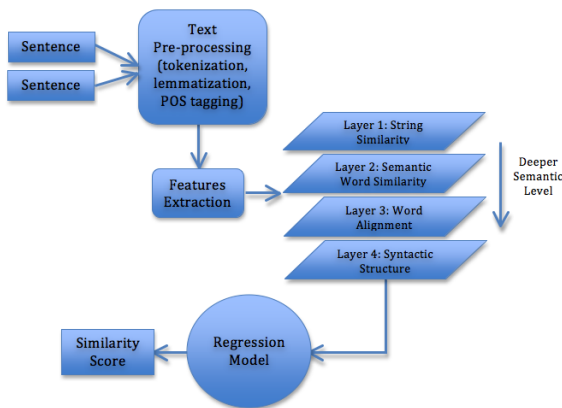 Sentence
Sentence
Text
Pre-processing
(tokenization,
lemmatization,
POS tagging)
Features
Extraction
Layer 1: String
Similarity
Layer 2: Semantic
Word Similarity
Layer 3: Word
Alignment
Layer 4: Syntactic
Structure
Deeper
Semantic
Level
Regression
Model
Similarity
Score